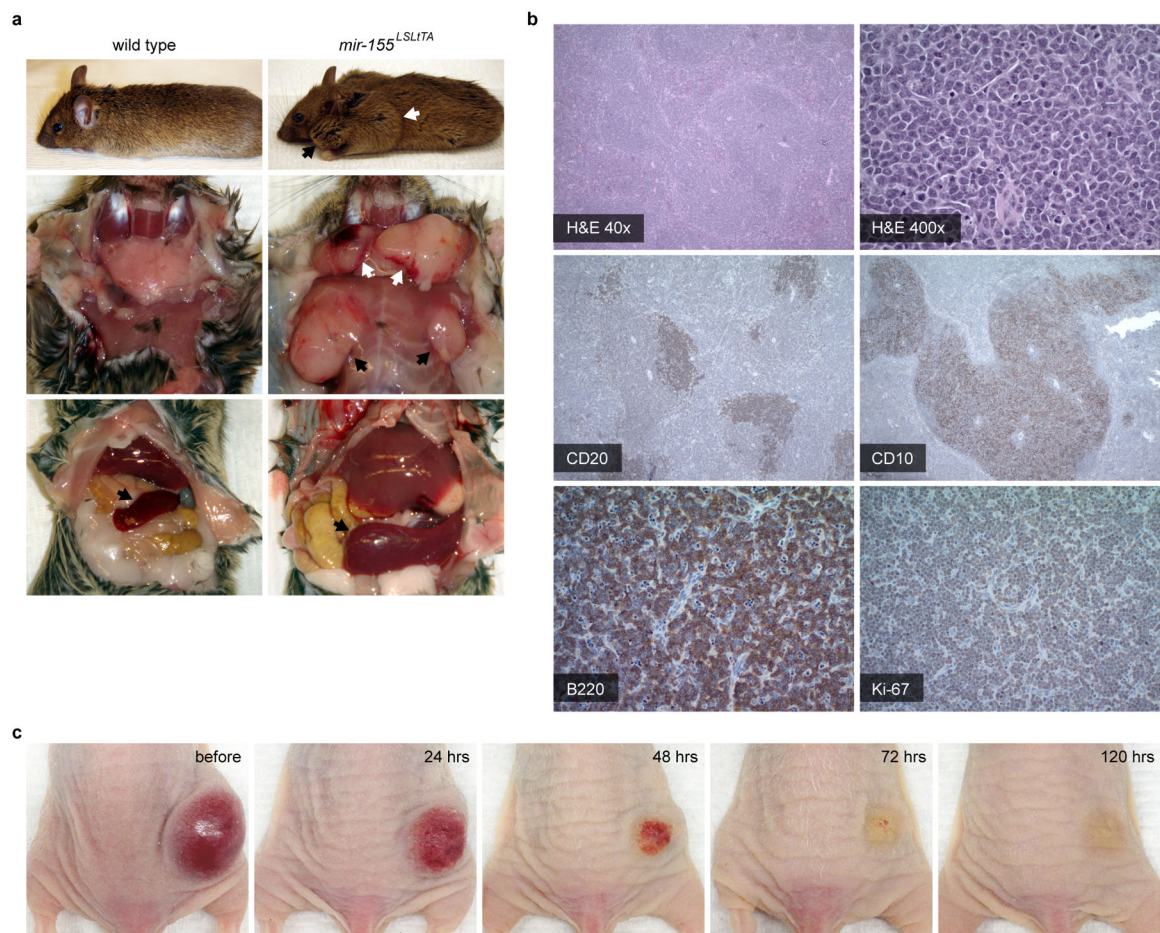 a
wild type
mir-155LSLtTA
b
H&E 40x
H&E 400x
CD20
CD10
B220
Ki-67
c
before
24 hrs
48 hrs
72 hrs
120 hrs